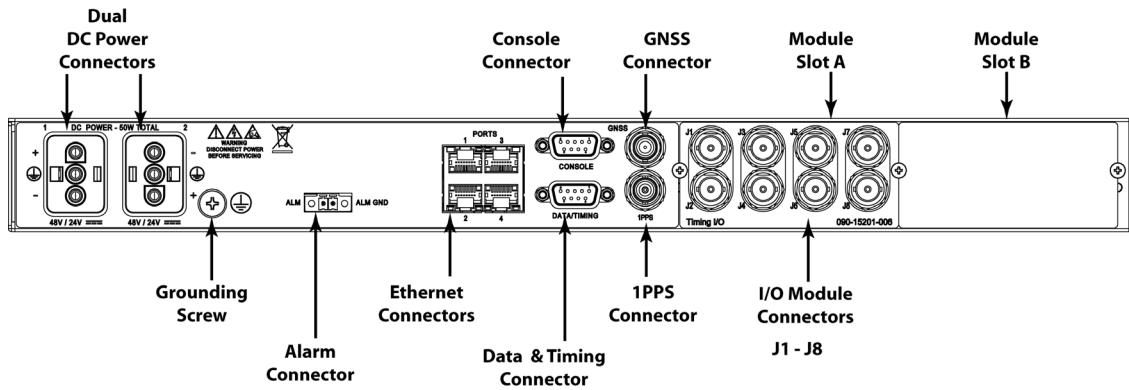 Dual
DC Power
Connectors
Console
Connector
GNSS
Connector
Module
Slot A
Module
Slot B
1 DC POWER - 50W TOTAL 2
WARNING
DISCONNECT POWER
BEFORE SERVICING
+
-
-
+
48V / 24V
48V / 24V
ALM
ALM GND
PORTS
1 3
2 4
CONSOLE
DATA/TIMING
GNSS
1PPS
J1 J3 J5 J7
J2 J4 J6 J8
Timing I/O
090-15201-006
Grounding
Screw
Alarm
Connector
Ethernet
Connectors
Data & Timing
Connector
1PPS
Connector
I/O Module
Connectors
J1 - J8